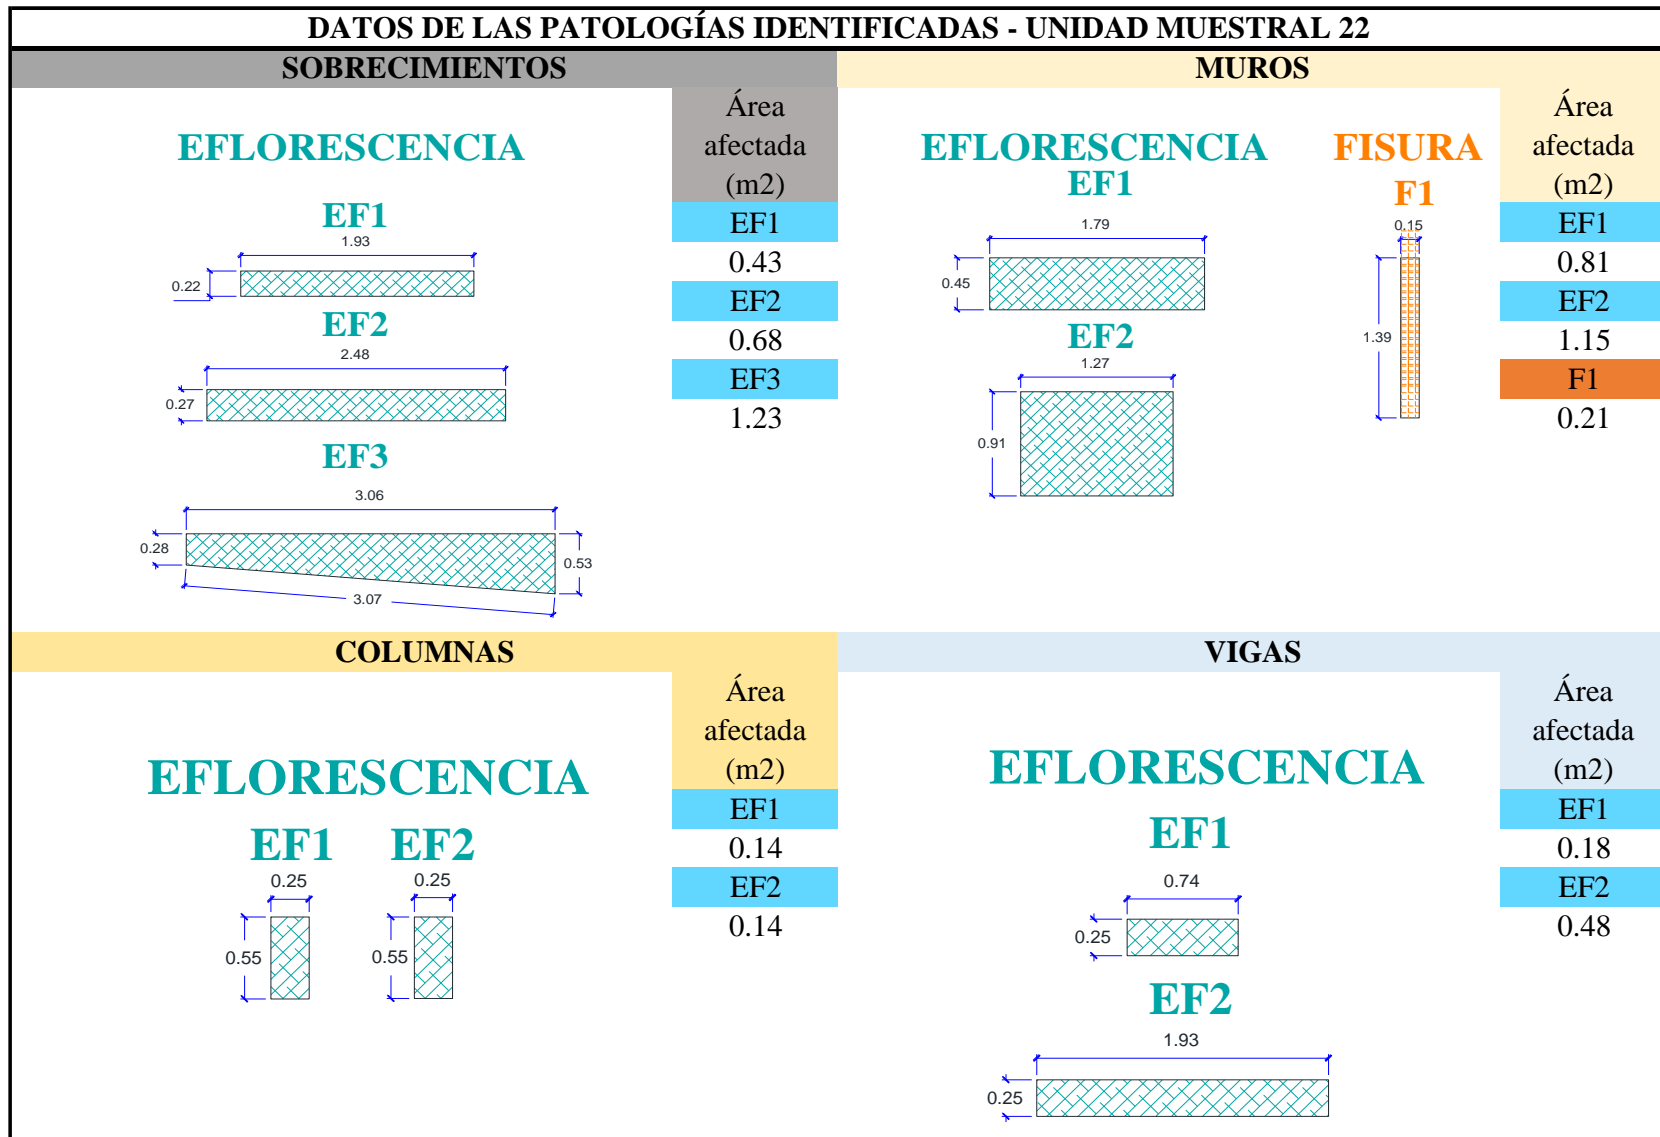 DATOS DE LAS PATOLOGÍAS IDENTIFICADAS - UNIDAD MUESTRAL 22
SOBRECIMIENTOS
EFLORESCENCIA
EF1
1.93
0.22
EF2
2.48
0.27
EF3
3.06
0.28
0.53
3.07
Área
afectada
(m2)
EF1
0.43
EF2
0.68
EF3
1.23
MUROS
EFLORESCENCIA
EF1
1.79
0.45
EF2
1.27
0.91
FISURA
F1
0.15
1.39
Área
afectada
(m2)
EF1
0.81
EF2
1.15
F1
0.21
COLUMNAS
EFLORESCENCIA
EF1 EF2
0.25 0.25
0.55 0.55
Área
afectada
(m2)
EF1
0.14
EF2
0.14
VIGAS
EFLORESCENCIA
EF1
0.74
0.25
EF2
1.93
0.25
Área
afectada
(m2)
EF1
0.18
EF2
0.48